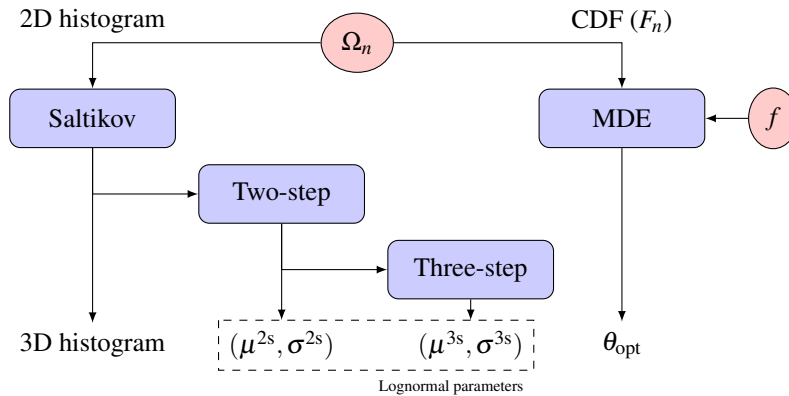 2D histogram
CDF (Fₙ)
Ωₙ
Saltikov
MDE
f
Two-step
Three-step
3D histogram
(μ²ˢ, σ²ˢ)
(μ³ˢ, σ³ˢ)
θopt
Lognormal parameters